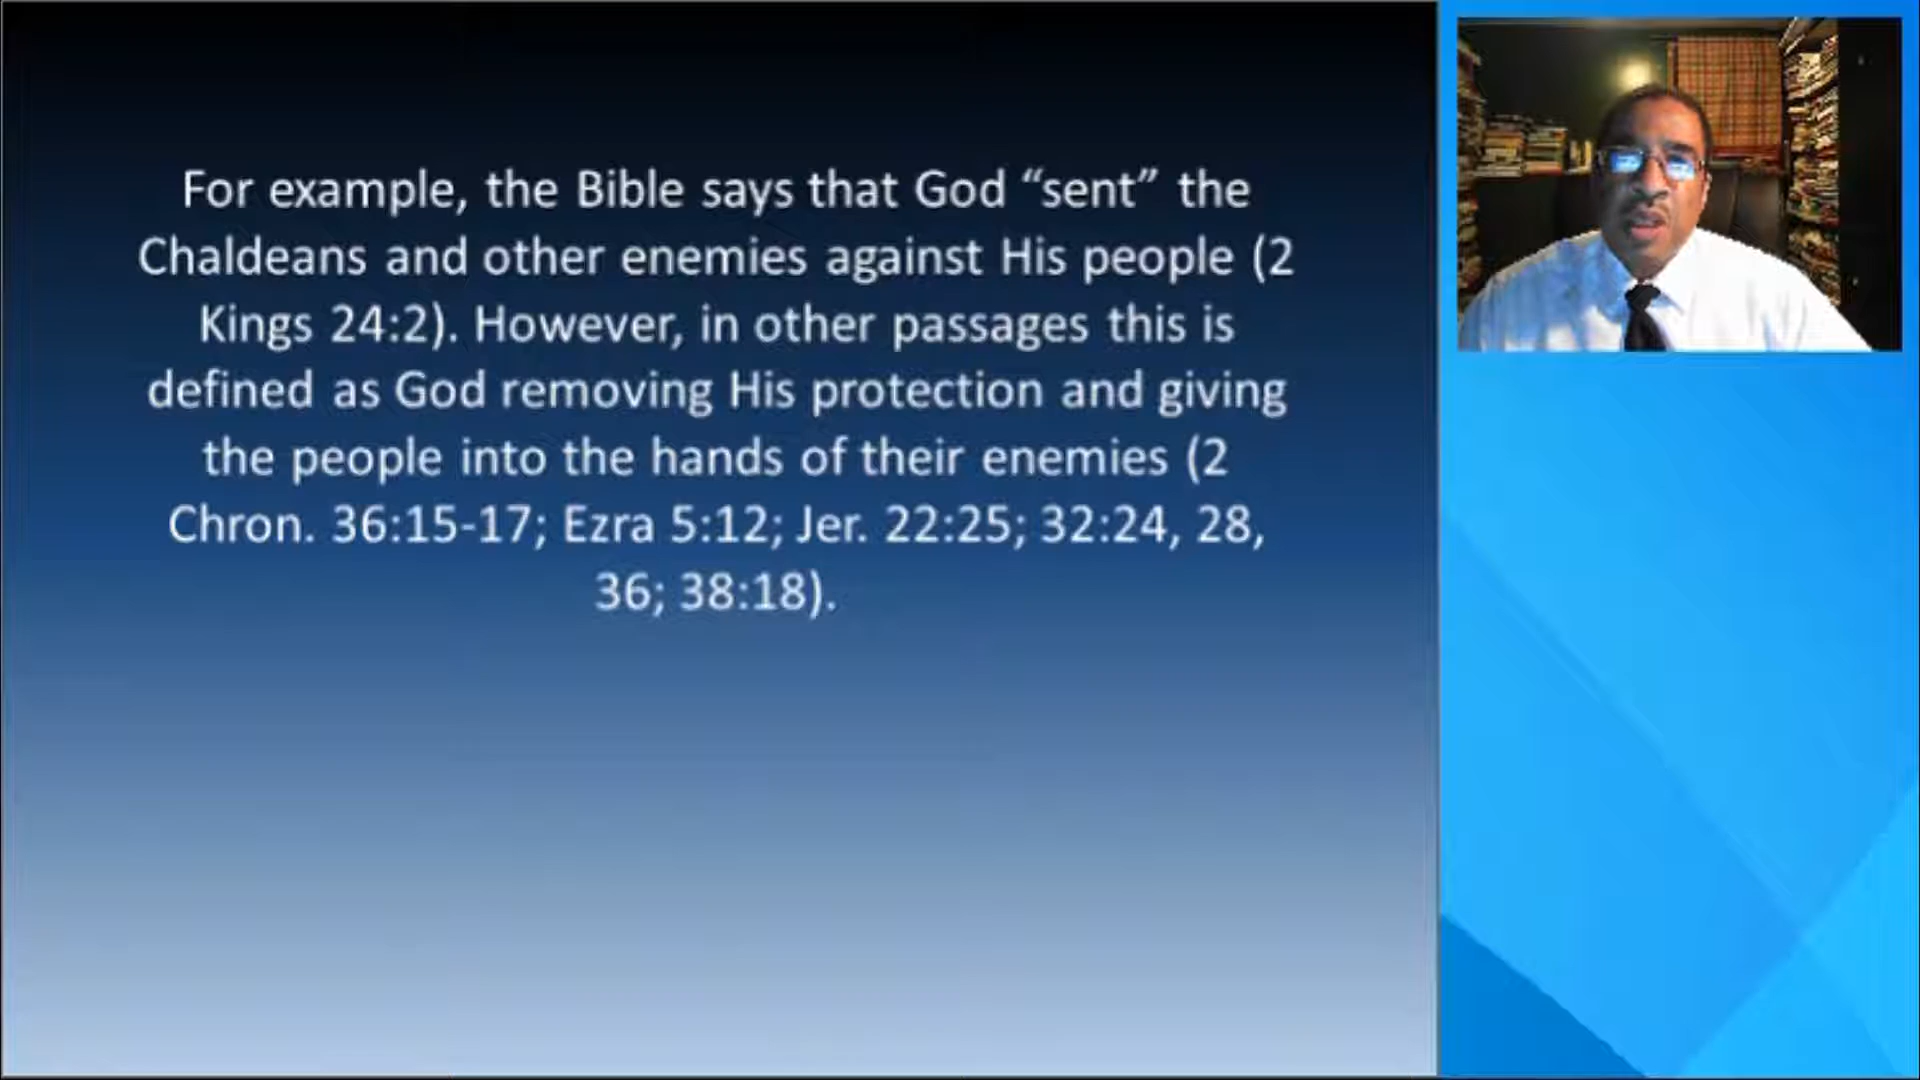 For example, the Bible says that God “sent” the
Chaldeans and other enemies against His people (2
Kings 24:2). However, in other passages this is
defined as God removing His protection and giving
the people into the hands of their enemies (2
Chron. 36:15-17; Ezra 5:12; Jer. 22:25; 32:24, 28,
36; 38:18).